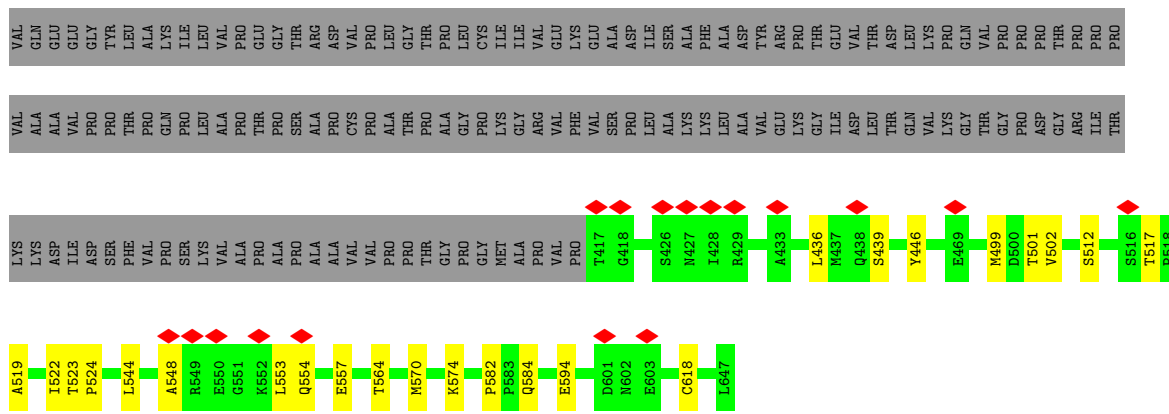 VAL GLN GLU GLU GLY TYR LEU ALA LYS ILE LEU VAL PRO GLU GLY THR ARG ASP VAL PRO LEU GLY THR PRO LEU CYS ILE ILE VAL GLU LYS GLU ALA ASP ILE SER ALA PHE ALA ASP TYR ARG PRO THR GLU VAL THR ASP LEU LYS PRO GLN VAL PRO PRO PRO THR PRO PRO PRO
VAL ALA ALA VAL PRO PRO THR PRO GLN PRO LEU ALA PRO THR PRO SER ALA PRO CYS PRO ALA THR PRO ALA GLY PRO LYS GLY ARG VAL PHE VAL SER PRO LEU ALA LYS LYS LEU ALA VAL GLU LYS GLY ILE ASP LEU THR GLN VAL LYS GLY THR GLY PRO ASP GLY ARG ILE THR
LYS LYS ASP ILE ASP SER PHE VAL PRO SER LYS VAL ALA PRO ALA PRO ALA ALA VAL VAL PRO PRO THR GLY PRO GLY MET ALA PRO VAL PRO T417 G418 S426 N427 I428 R429 A433 L436 M437 Q438 S439 Y446 E469 M499 D500 T501 V502 S512 S516 T517 P518
A519 I522 T523 P524 L544 A548 R549 E550 G551 K552 L553 Q554 E557 T564 M570 K574 P582 P583 Q584 E594 D601 N602 E603 C618 L647